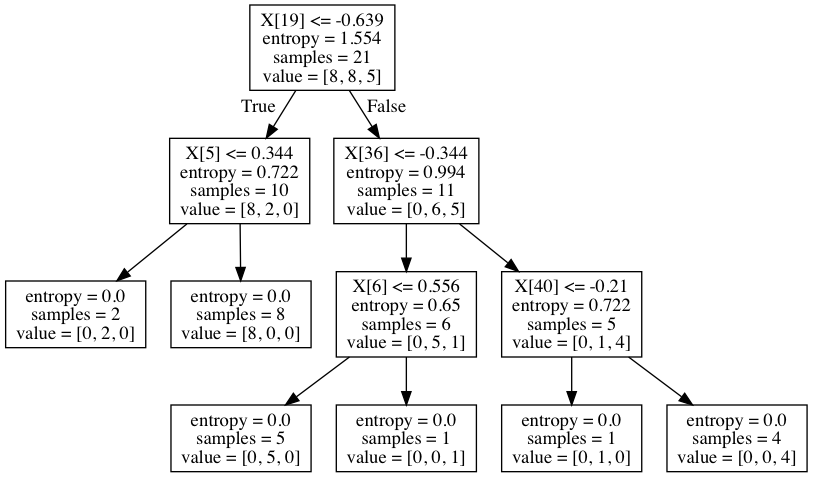 X[19] <= -0.639
entropy = 1.554
samples = 21
value = [8, 8, 5]
True
False
X[5] <= 0.344
entropy = 0.722
samples = 10
value = [8, 2, 0]
X[36] <= -0.344
entropy = 0.994
samples = 11
value = [0, 6, 5]
entropy = 0.0
samples = 2
value = [0, 2, 0]
entropy = 0.0
samples = 8
value = [8, 0, 0]
X[6] <= 0.556
entropy = 0.65
samples = 6
value = [0, 5, 1]
X[40] <= -0.21
entropy = 0.722
samples = 5
value = [0, 1, 4]
entropy = 0.0
samples = 5
value = [0, 5, 0]
entropy = 0.0
samples = 1
value = [0, 0, 1]
entropy = 0.0
samples = 1
value = [0, 1, 0]
entropy = 0.0
samples = 4
value = [0, 0, 4]